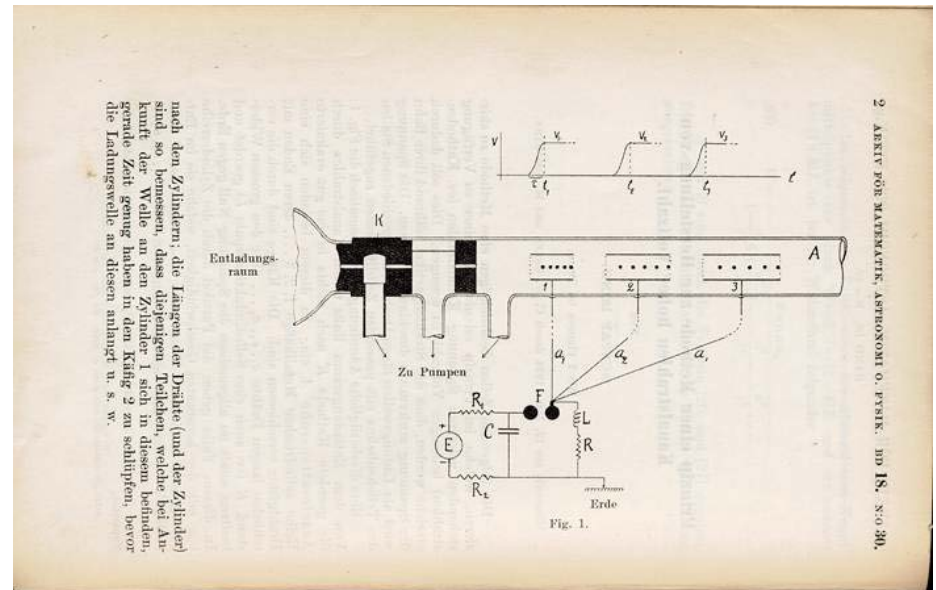 2 ARKIV FÖR MATEMATIK, ASTRONOMI O. FYSIK. BD 18. N:O 30.
V
V₁
V₂
V₃
τ
t₁
t₂
t₃
t
K
A
Entladungs-
raum
1
2
3
Zu Pumpen
a₁
a₂
a,
F
R₁
L
E
+
-
C
R
R₂
Erde
Fig. 1.
nach den Zylindern; die Längen der Drähte (und der Zylinder)
sind so bemessen, dass diejenigen Teilchen, welche bei An-
kunft der Welle an den Zylinder 1 sich in diesem befinden,
gerade Zeit genug haben in den Käfig 2 zu schlüpfen, bevor
die Ladungswelle an diesen anlangt u. s. w.